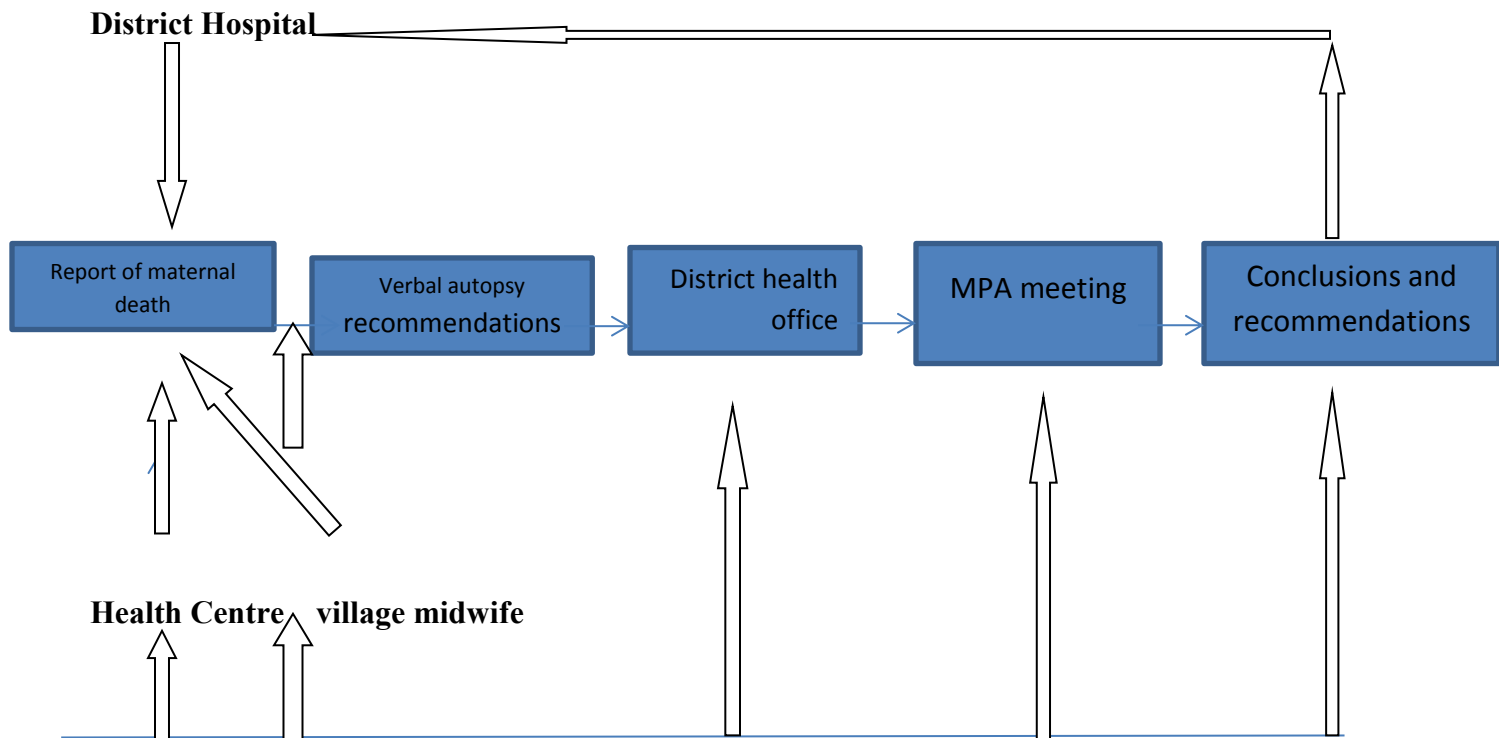 District Hospital
Report of maternal
death
Verbal autopsy
recommendations
District health
office
MPA meeting
Conclusions and
recommendations
Health Centre village midwife